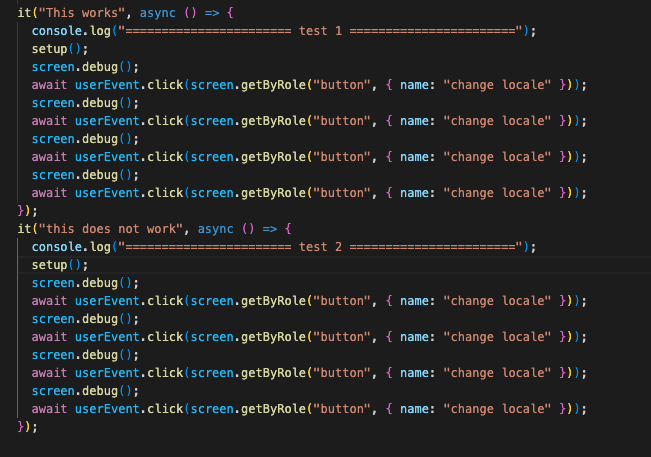 it("This works", async () => {
console.log("======================= test 1 =======================");
setup();
screen.debug();
await userEvent.click(screen.getByRole("button", { name: "change locale" }));
screen.debug();
await userEvent.click(screen.getByRole("button", { name: "change locale" }));
screen.debug();
await userEvent.click(screen.getByRole("button", { name: "change locale" }));
screen.debug();
await userEvent.click(screen.getByRole("button", { name: "change locale" }));
});
it("this does not work", async () => {
console.log("======================= test 2 =======================");
setup();
screen.debug();
await userEvent.click(screen.getByRole("button", { name: "change locale" }));
screen.debug();
await userEvent.click(screen.getByRole("button", { name: "change locale" }));
screen.debug();
await userEvent.click(screen.getByRole("button", { name: "change locale" }));
screen.debug();
await userEvent.click(screen.getByRole("button", { name: "change locale" }));
});